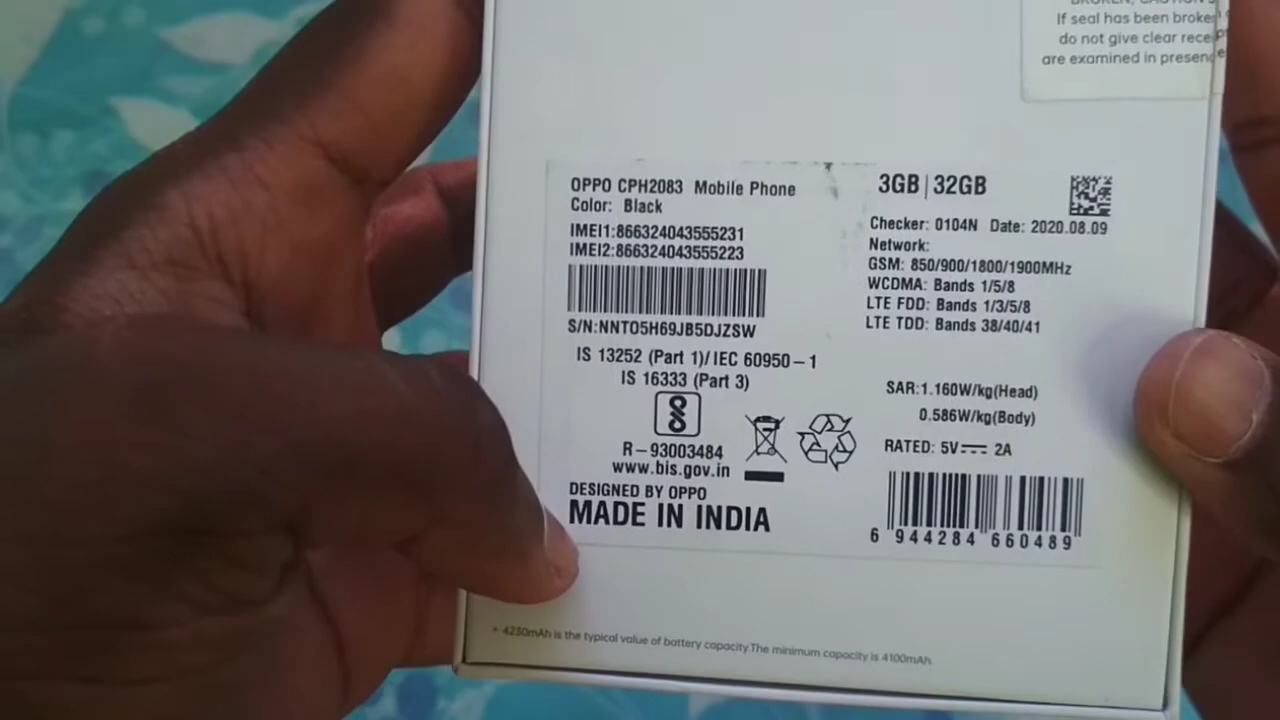 If seal has been broke
do not give clear rece
are examined in presenc
OPPO CPH2083 Mobile Phone
Color: Black
IMEI1:866324043555231
IMEI2:866324043555223
S/N:NNTO5H69JB5DJZSW
IS 13252 (Part 1)/IEC 60950-1
IS 16333 (Part 3)
R-93003484
www.bis.gov.in
DESIGNED BY OPPO
MADE IN INDIA
3GB | 32GB
Checker: 0104N Date: 2020.08.09
Network:
GSM: 850/900/1800/1900MHz
WCDMA: Bands 1/5/8
LTE FDD: Bands 1/3/5/8
LTE TDD: Bands 38/40/41
SAR:1.160W/kg(Head)
0.586W/kg(Body)
RATED: 5V⎓ 2A
6 944284 660489
* 4230mAh is the typical value of battery capacity.The minimum capacity is 4100mAh.